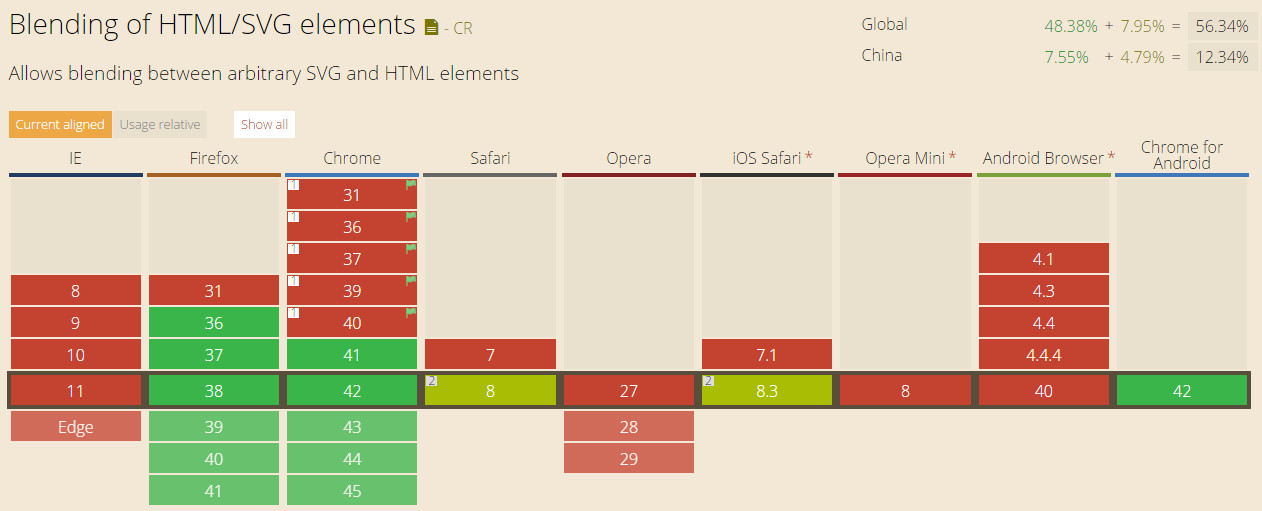 Blending of HTML/SVG elements - CR
Global 48.38% + 7.95% = 56.34%
China 7.55% + 4.79% = 12.34%
Allows blending between arbitrary SVG and HTML elements
Current aligned Usage relative Show all
IE Firefox Chrome Safari Opera iOS Safari * Opera Mini * Android Browser * Chrome for Android
1 31
1 36
1 37 4.1
8 31 1 39 4.3
9 36 1 40 4.4
10 37 41 7 7.1 4.4.4
11 38 42 2 8 27 2 8.3 8 40 42
Edge 39 43 28
40 44 29
41 45